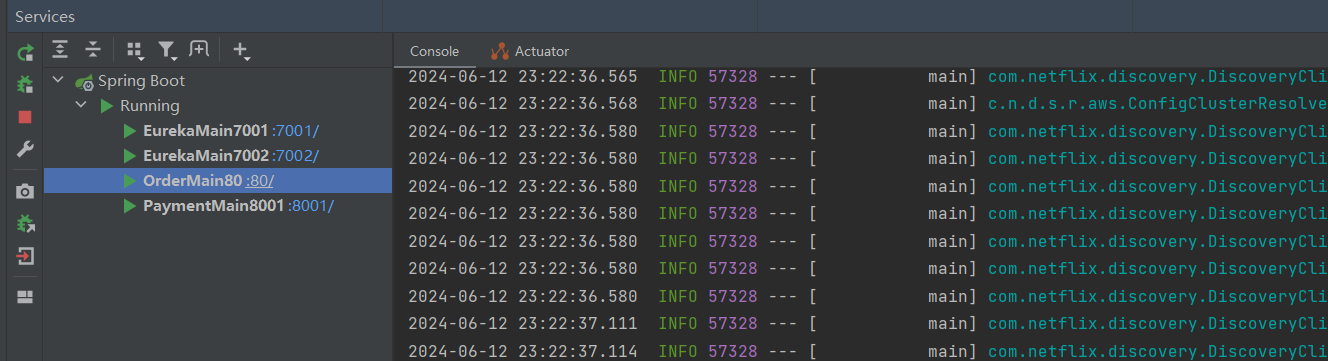 Services
Console Actuator
Spring Boot
Running
EurekaMain7001 :7001/
EurekaMain7002 :7002/
OrderMain80 :80/
PaymentMain8001 :8001/
2024-06-12 23:22:36.565 INFO 57328 --- [ main] com.netflix.discovery.DiscoveryCli
2024-06-12 23:22:36.568 INFO 57328 --- [ main] c.n.d.s.r.aws.ConfigClusterResolve
2024-06-12 23:22:36.580 INFO 57328 --- [ main] com.netflix.discovery.DiscoveryCli
2024-06-12 23:22:36.580 INFO 57328 --- [ main] com.netflix.discovery.DiscoveryCli
2024-06-12 23:22:36.580 INFO 57328 --- [ main] com.netflix.discovery.DiscoveryCli
2024-06-12 23:22:36.580 INFO 57328 --- [ main] com.netflix.discovery.DiscoveryCli
2024-06-12 23:22:36.580 INFO 57328 --- [ main] com.netflix.discovery.DiscoveryCli
2024-06-12 23:22:36.580 INFO 57328 --- [ main] com.netflix.discovery.DiscoveryCli
2024-06-12 23:22:36.580 INFO 57328 --- [ main] com.netflix.discovery.DiscoveryCli
2024-06-12 23:22:37.111 INFO 57328 --- [ main] com.netflix.discovery.DiscoveryCli
2024-06-12 23:22:37.114 INFO 57328 --- [ main] com.netflix.discovery.DiscoveryCli